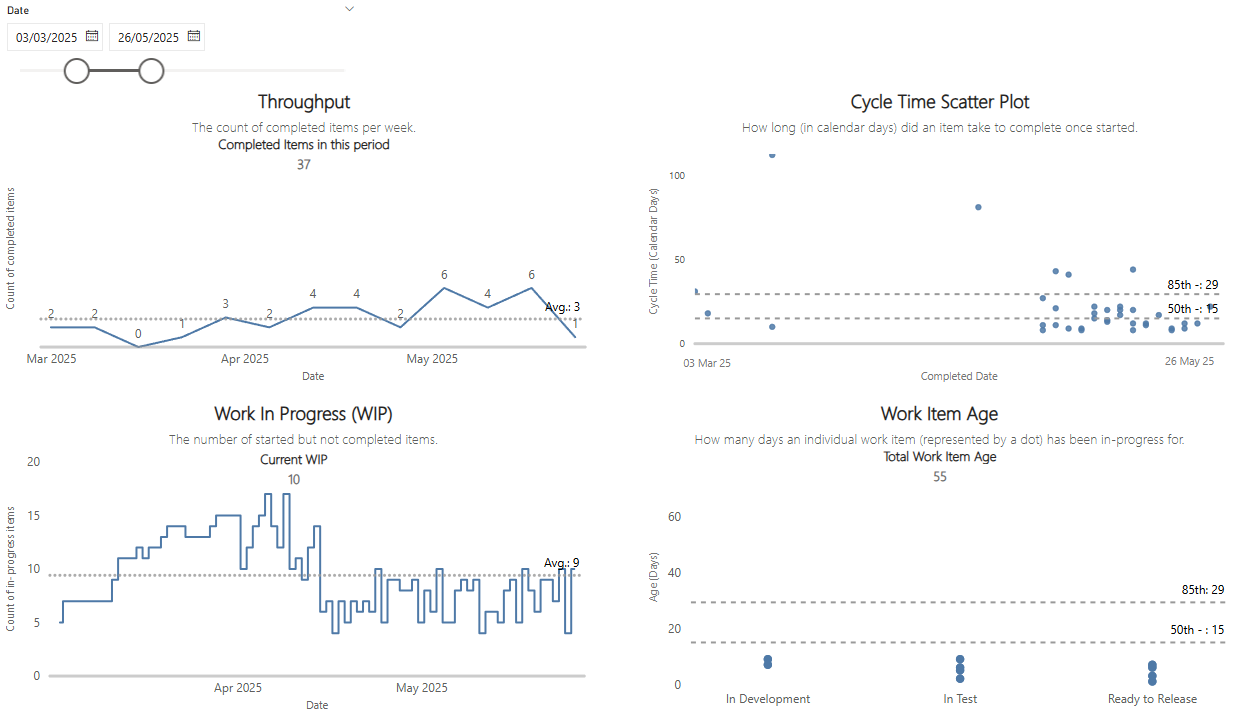 Date
03/03/2025 26/05/2025
Throughput
The count of completed items per week.
Completed Items in this period
37
Count of completed items
2 2 0 1 3 2 4 4 2 6 4 6 1
Avg.: 3
Mar 2025 Apr 2025 May 2025
Date
Cycle Time Scatter Plot
How long (in calendar days) did an item take to complete once started.
Cycle Time (Calendar Days)
100
50
0
85th -: 29
50th -: 15
03 Mar 25 26 May 25
Completed Date
Work In Progress (WIP)
The number of started but not completed items.
Current WIP
10
Count of in-progress items
20
15
10
5
0
Avg.: 9
Apr 2025 May 2025
Date
Work Item Age
How many days an individual work item (represented by a dot) has been in-progress for.
Total Work Item Age
55
Age (Days)
60
40
20
0
85th: 29
50th - : 15
In Development In Test Ready to Release